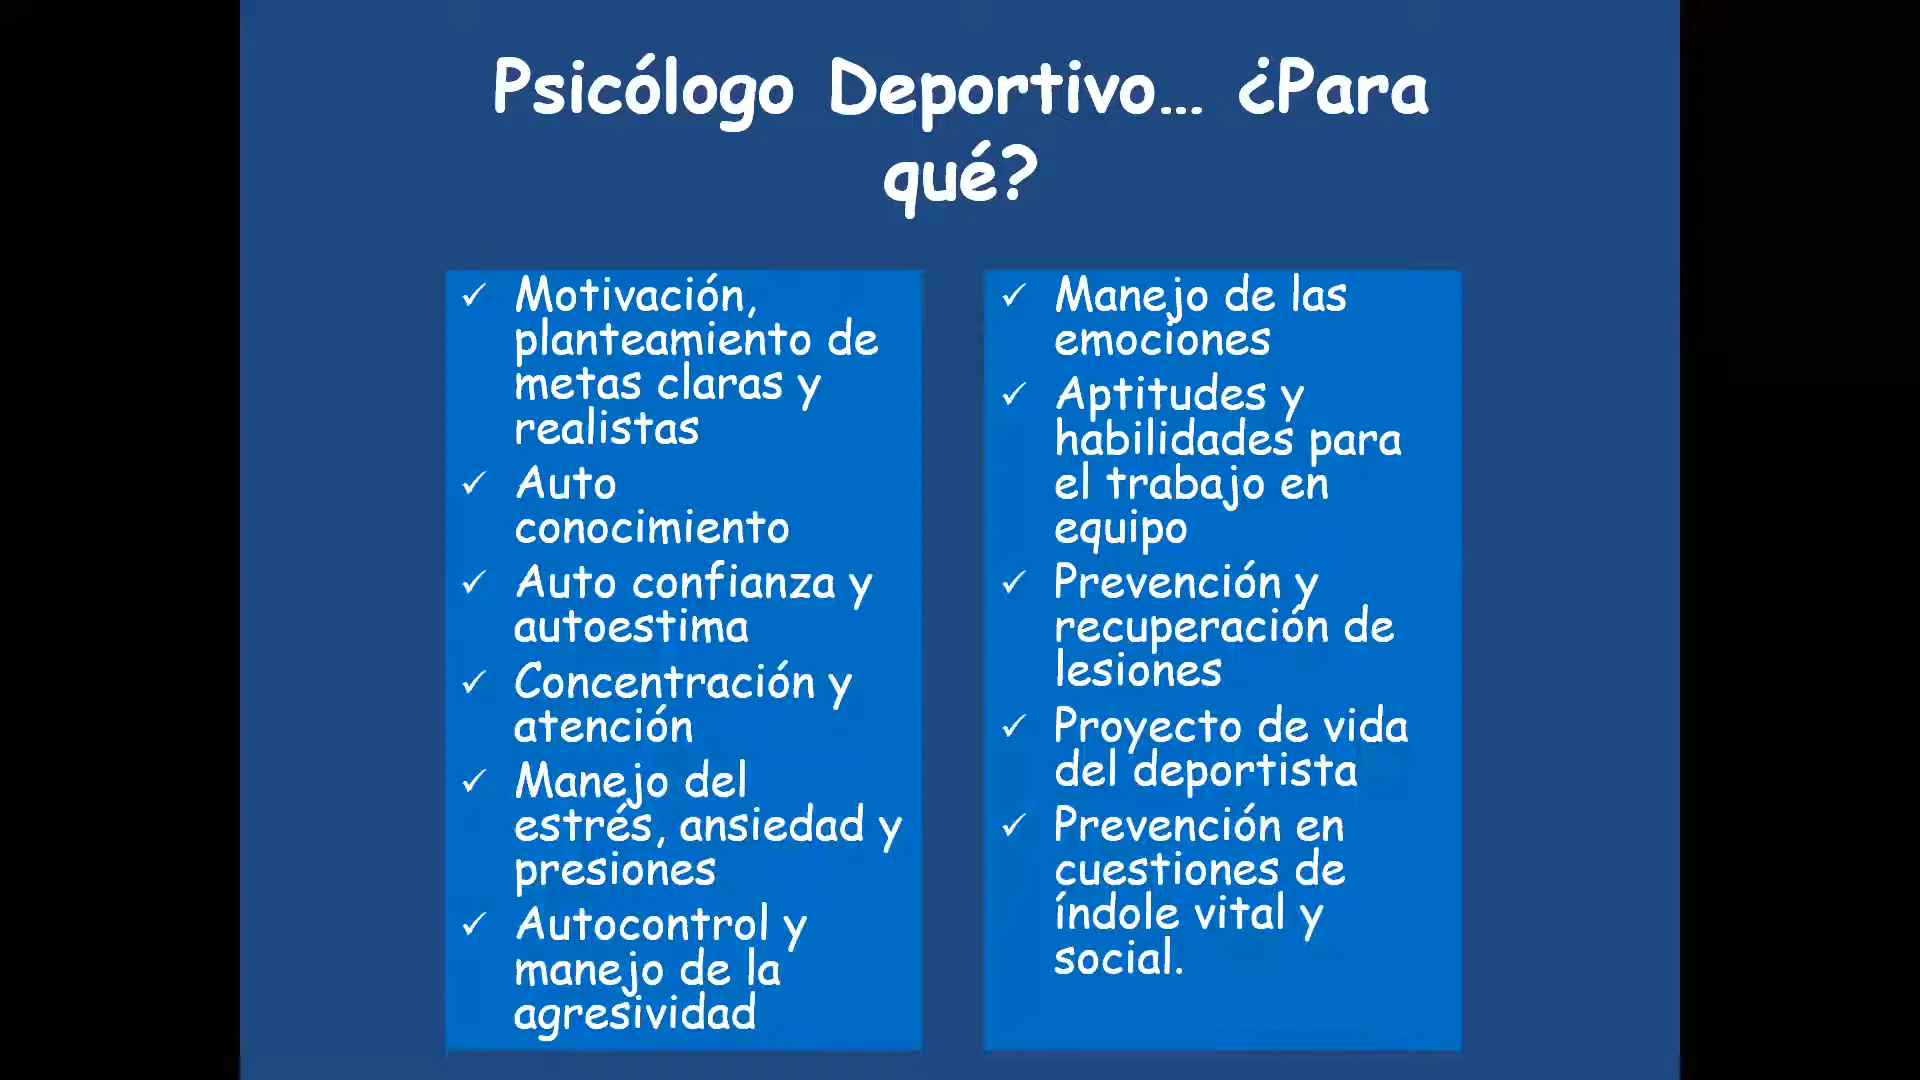 Psicólogo Deportivo... ¿Para
qué?
✓ Motivación,
planteamiento de
metas claras y
realistas
✓ Auto
conocimiento
✓ Auto confianza y
autoestima
✓ Concentración y
atención
✓ Manejo del
estrés, ansiedad y
presiones
✓ Autocontrol y
manejo de la
agresividad
✓ Manejo de las
emociones
✓ Aptitudes y
habilidades para
el trabajo en
equipo
✓ Prevención y
recuperación de
lesiones
✓ Proyecto de vida
del deportista
✓ Prevención en
cuestiones de
índole vital y
social.